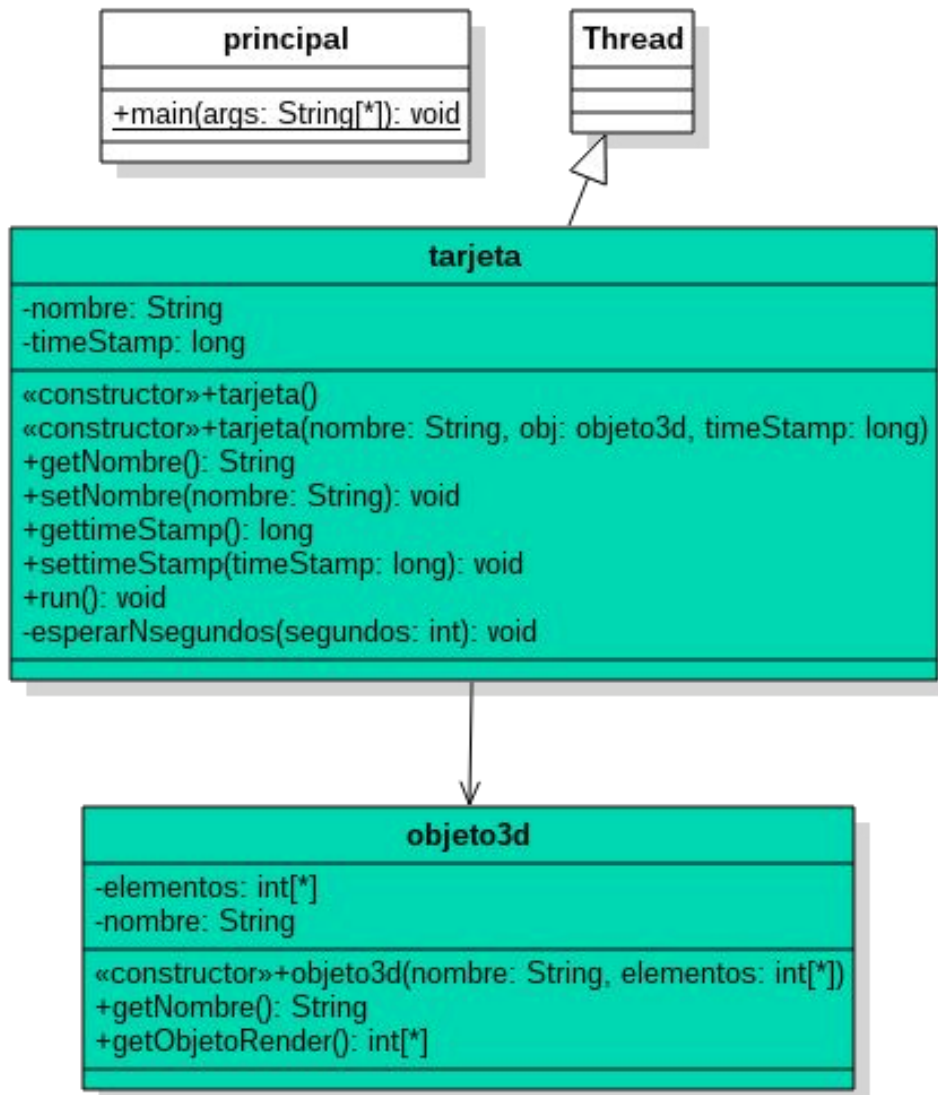 principal
+main(args: String[*]): void
Thread
tarjeta
-nombre: String
-timeStamp: long
«constructor»+tarjeta()
«constructor»+tarjeta(nombre: String, obj: objeto3d, timeStamp: long)
+getNombre(): String
+setNombre(nombre: String): void
+gettimeStamp(): long
+settimeStamp(timeStamp: long): void
+run(): void
-esperarNsegundos(segundos: int): void
objeto3d
-elementos: int[*]
-nombre: String
«constructor»+objeto3d(nombre: String, elementos: int[*])
+getNombre(): String
+getObjetoRender(): int[*]